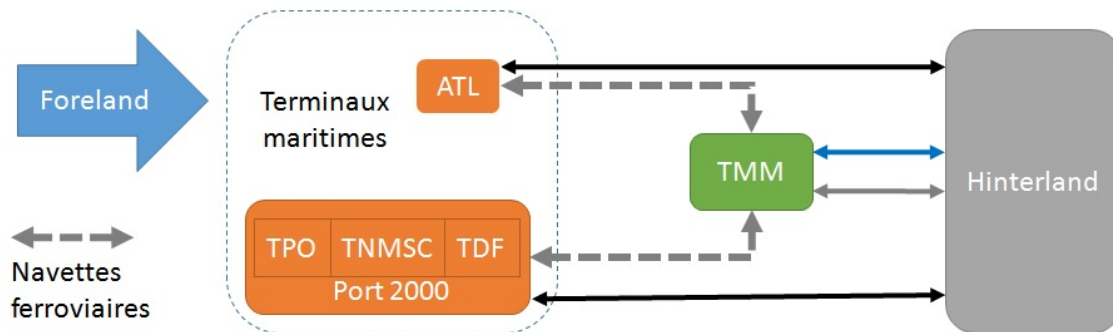 Foreland
Terminaux
maritimes
ATL
TMM
Hinterland
TPO TNMSC TDF
Port 2000
Navettes
ferroviaires